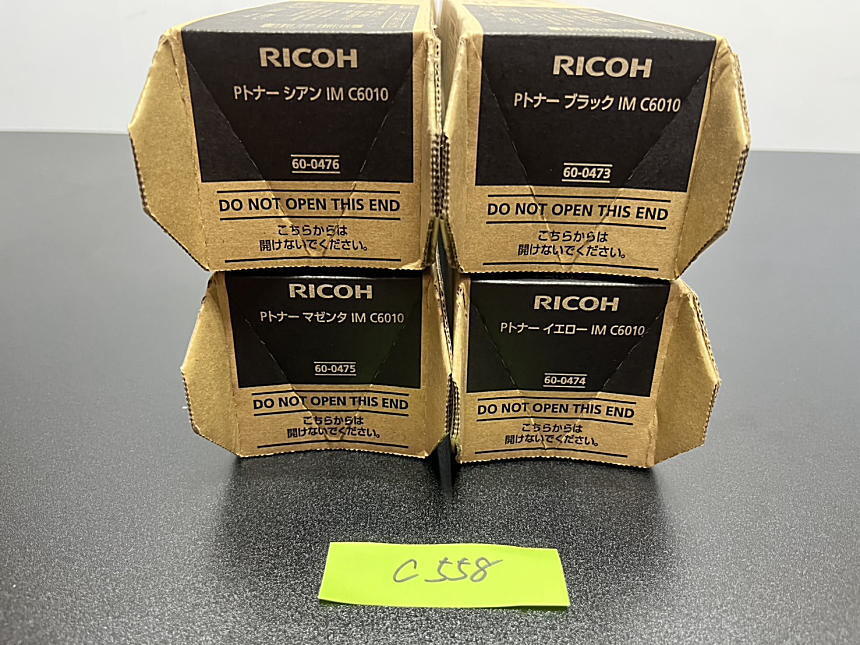 RICOH
Pトナー シアン IM C6010
60-0476
DO NOT OPEN THIS END
こちらからは
開けないでください。
RICOH
Pトナー ブラック IM C6010
60-0473
DO NOT OPEN THIS END
こちらからは
開けないでください。
RICOH
Pトナー マゼンタ IM C6010
60-0475
DO NOT OPEN THIS END
こちらからは
開けないでください。
RICOH
Pトナー イエロー IM C6010
60-0474
DO NOT OPEN THIS END
こちらからは
開けないでください。
C558